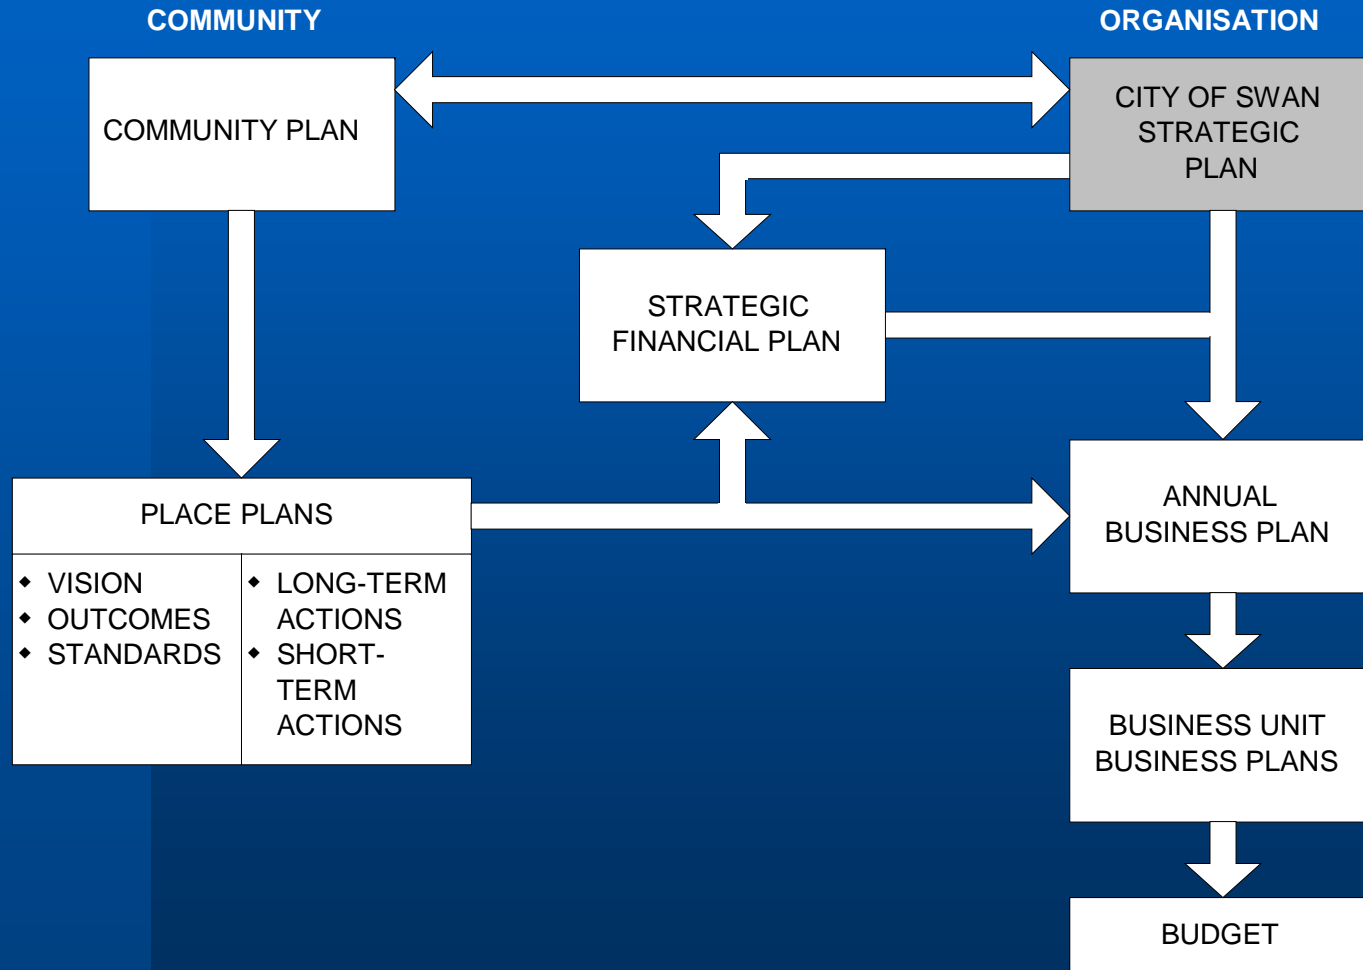 COMMUNITY
ORGANISATION
COMMUNITY PLAN
CITY OF SWAN
STRATEGIC
PLAN
STRATEGIC
FINANCIAL PLAN
PLACE PLANS
◆ VISION
◆ OUTCOMES
◆ STANDARDS
◆ LONG-TERM
ACTIONS
◆ SHORT-
TERM
ACTIONS
ANNUAL
BUSINESS PLAN
BUSINESS UNIT
BUSINESS PLANS
BUDGET